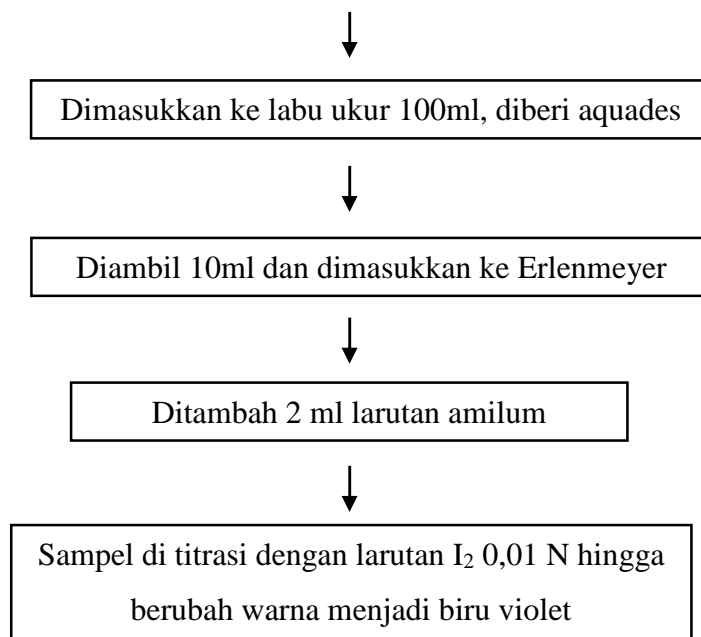 Dimasukkan ke labu ukur 100ml, diberi aquades
Diambil 10ml dan dimasukkan ke Erlenmeyer
Ditambah 2 ml larutan amilum
Sampel di titrasi dengan larutan I₂ 0,01 N hingga
berubah warna menjadi biru violet